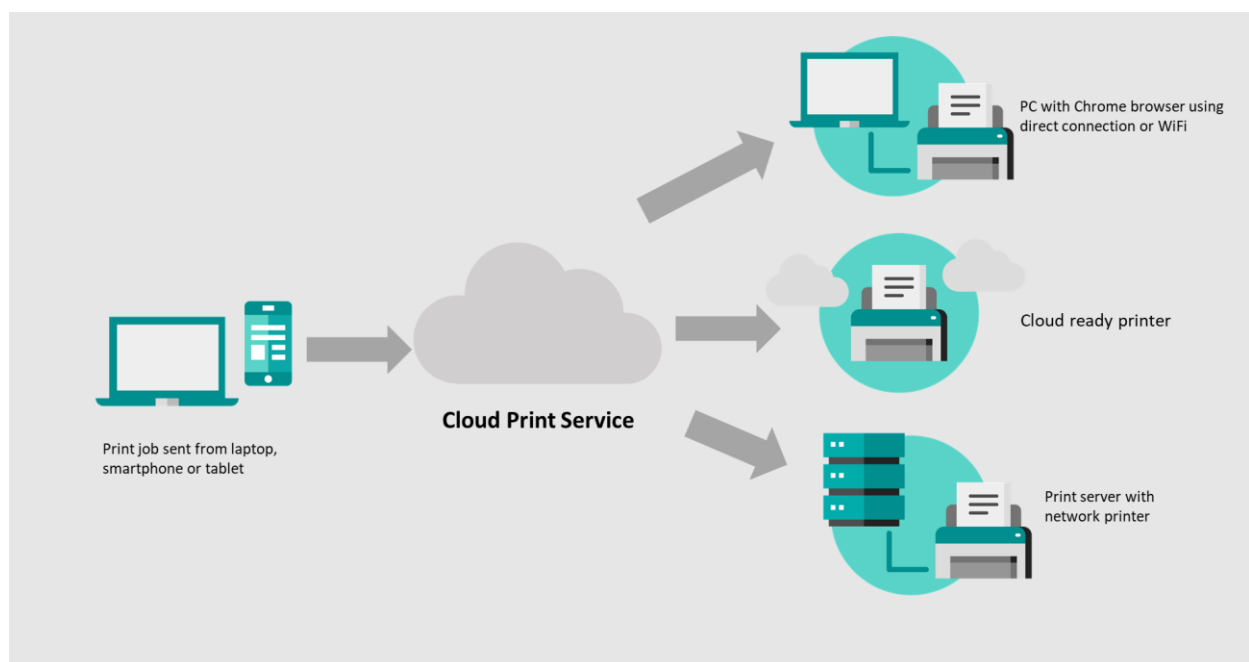 PC with Chrome browser using
direct connection or WiFi
Cloud ready printer
Cloud Print Service
Print job sent from laptop,
smartphone or tablet
Print server with
network printer